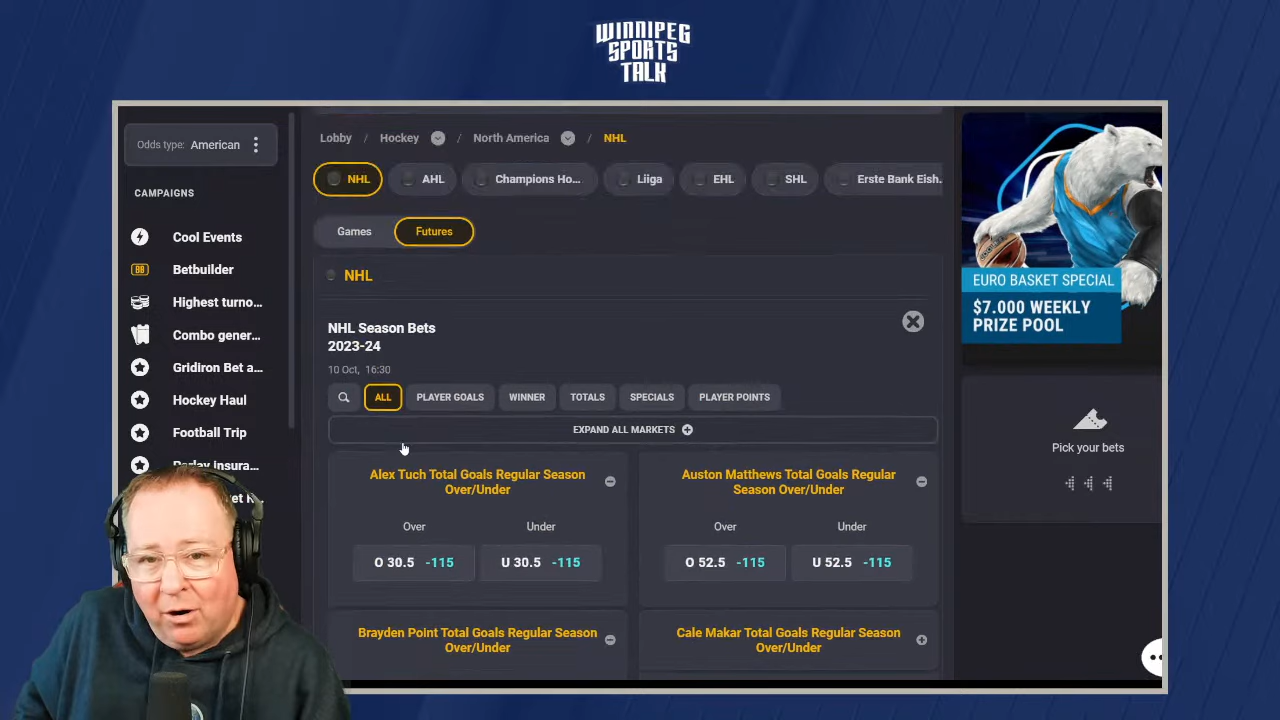 WINNIPEG
SPORTS
TALK
Odds type: American
CAMPAIGNS
Cool Events
Betbuilder
Highest turno...
Combo gener...
Gridiron Bet a...
Hockey Haul
Football Trip
Parlay insura...
Lobby / Hockey / North America / NHL
NHL
AHL
Champions Ho...
Liiga
EHL
SHL
Erste Bank Eish.
Games
Futures
NHL
NHL Season Bets
2023-24
10 Oct, 16:30
ALL
PLAYER GOALS
WINNER
TOTALS
SPECIALS
PLAYER POINTS
EXPAND ALL MARKETS
Alex Tuch Total Goals Regular Season
Over/Under
Over
Under
O 30.5 -115
U 30.5 -115
Auston Matthews Total Goals Regular
Season Over/Under
Over
Under
O 52.5 -115
U 52.5 -115
Brayden Point Total Goals Regular Season
Over/Under
Cale Makar Total Goals Regular Season
Over/Under
EURO BASKET SPECIAL
$7.000 WEEKLY
PRIZE POOL
Pick your bets